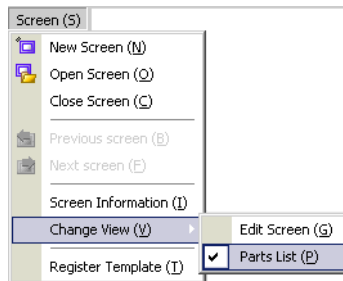 Screen (S)
New Screen (N)
Open Screen (O)
Close Screen (C)
Previous screen (B)
Next screen (F)
Screen Information (I)
Change View (V)
Edit Screen (G)
Parts List (P)
Register Template (T)